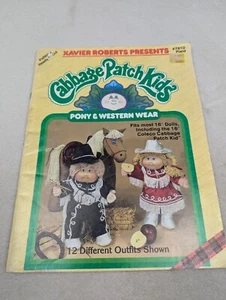 XAVIER ROBERTS PRESENTS
#7816
Cabbage Patch Kids
PONY & WESTERN WEAR
Fits most 16" Dolls,
Including the 16"
Coleco Cabbage
Patch Kid
12 Different Outfits Shown